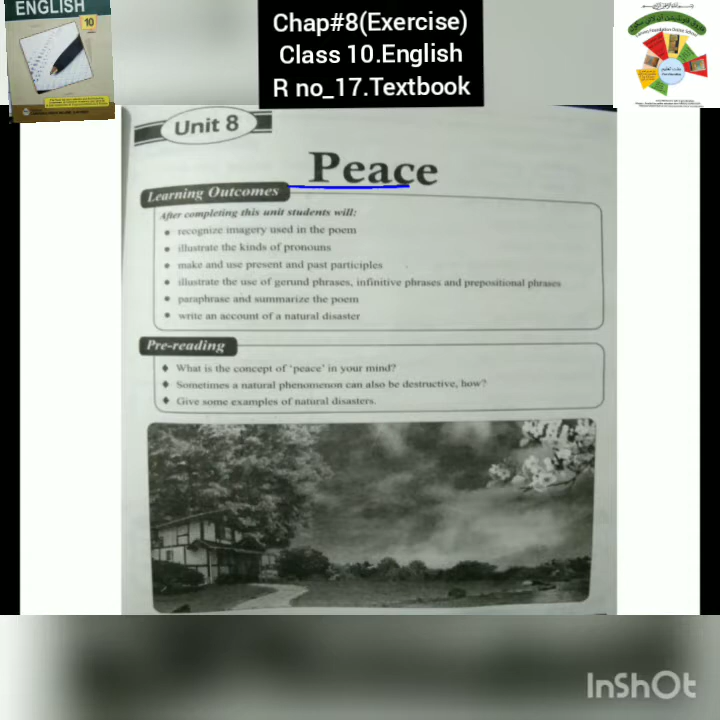 ENGLISH
10
Chap#8(Exercise)
Class 10.English
R no_17.Textbook
Unit 8
Peace
Learning Outcomes
After completing this unit students will:
recognize imagery used in the poem
illustrate the kinds of pronouns
make and use present and past participles
illustrate the use of gerund phrases, infinitive phrases and prepositional phrases
paraphrase and summarize the poem
write an account of a natural disaster
Pre-reading
What is the concept of 'peace' in your mind?
Sometimes a natural phenomenon can also be destructive, how?
Give some examples of natural disasters.
InShOt